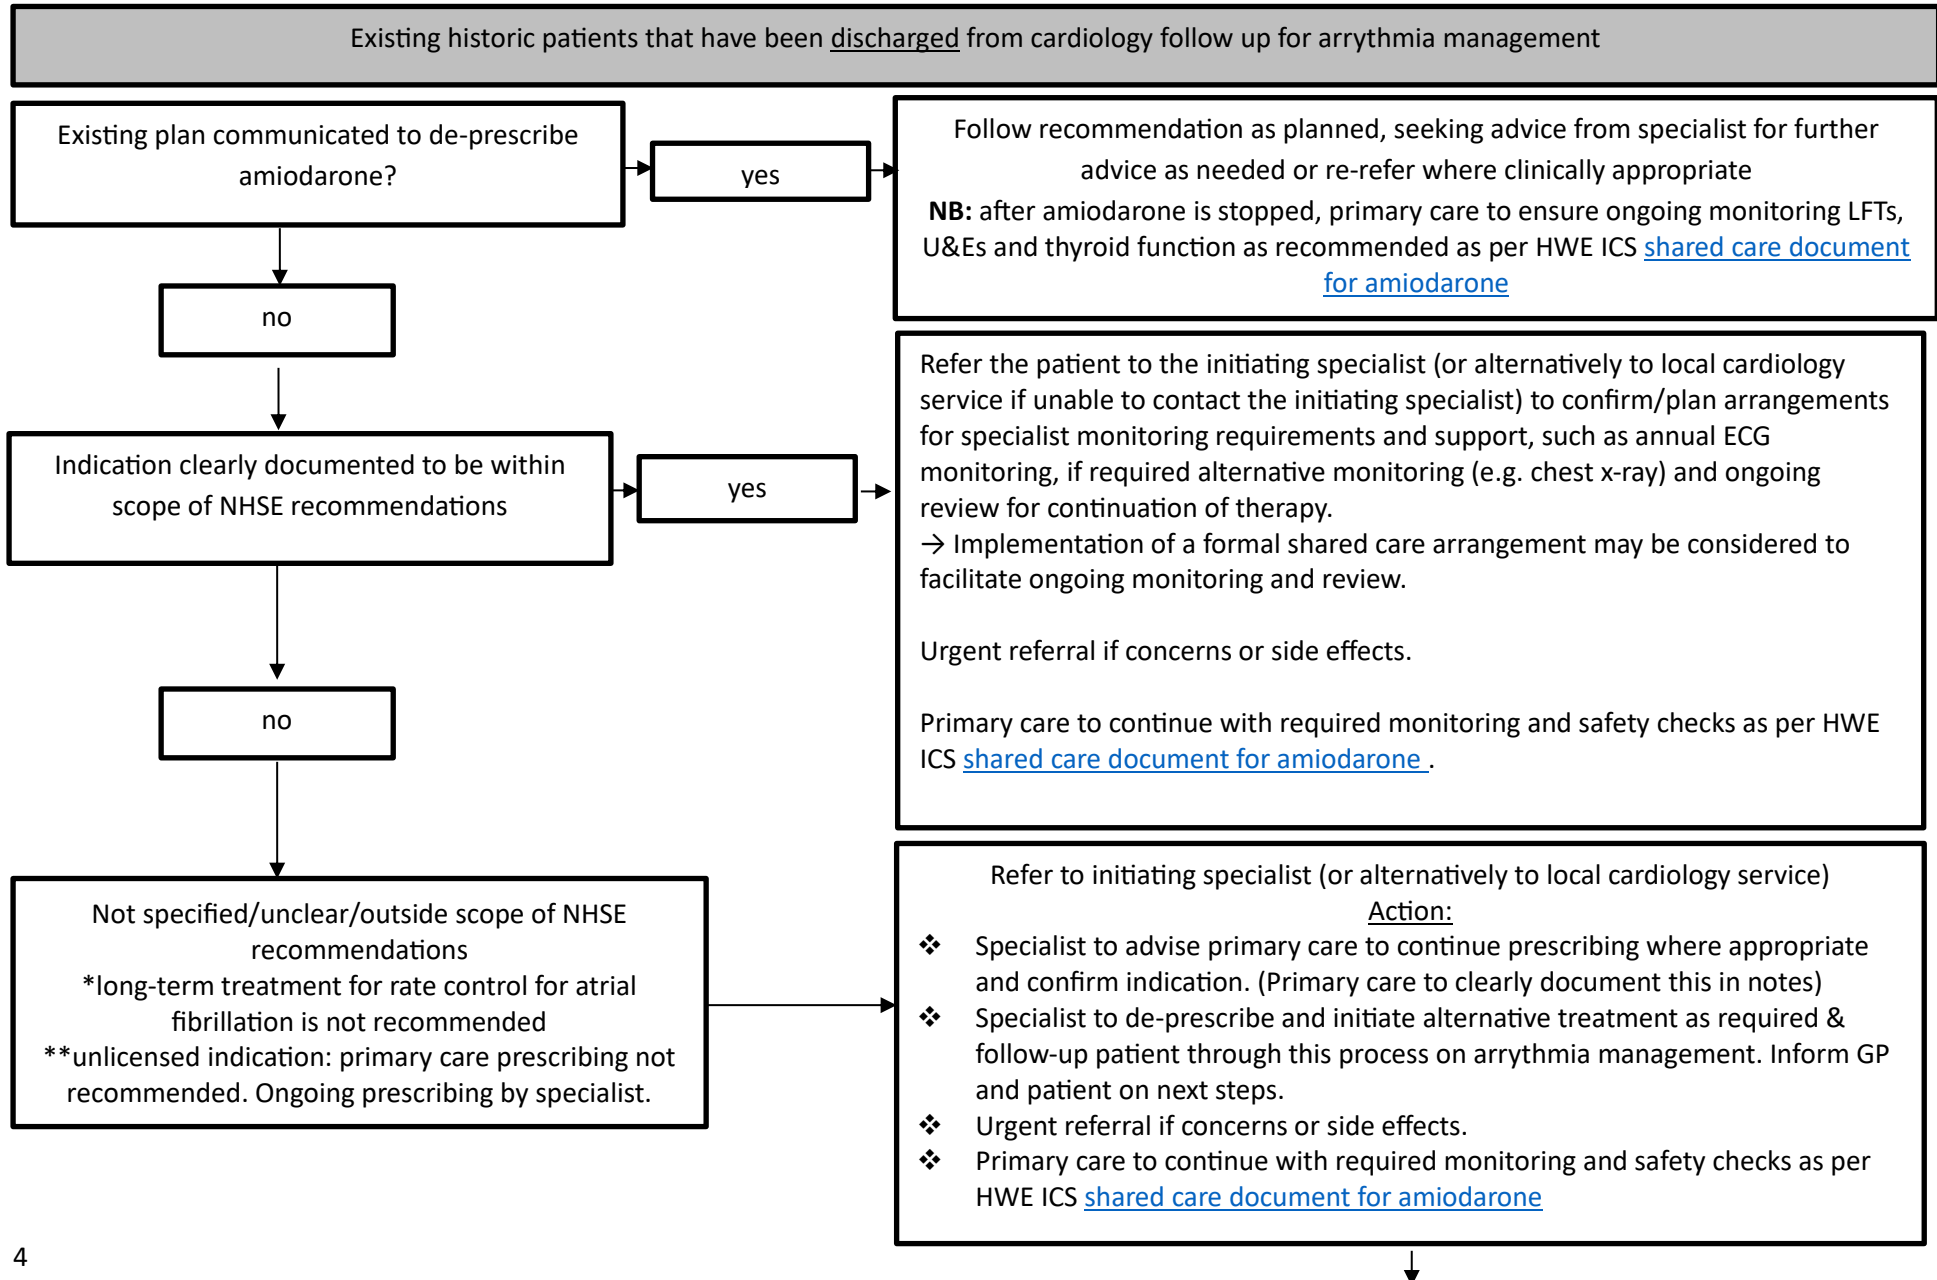 Existing historic patients that have been discharged from cardiology follow up for arrythmia management
Existing plan communicated to de-prescribe
amiodarone?
yes
Follow recommendation as planned, seeking advice from specialist for further
advice as needed or re-refer where clinically appropriate
NB: after amiodarone is stopped, primary care to ensure ongoing monitoring LFTs,
U&Es and thyroid function as recommended as per HWE ICS shared care document
for amiodarone
no
Indication clearly documented to be within
scope of NHSE recommendations
yes
Refer the patient to the initiating specialist (or alternatively to local cardiology
service if unable to contact the initiating specialist) to confirm/plan arrangements
for specialist monitoring requirements and support, such as annual ECG
monitoring, if required alternative monitoring (e.g. chest x-ray) and ongoing
review for continuation of therapy.
→ Implementation of a formal shared care arrangement may be considered to
facilitate ongoing monitoring and review.
Urgent referral if concerns or side effects.
Primary care to continue with required monitoring and safety checks as per HWE
ICS shared care document for amiodarone .
no
Not specified/unclear/outside scope of NHSE
recommendations
*long-term treatment for rate control for atrial
fibrillation is not recommended
**unlicensed indication: primary care prescribing not
recommended. Ongoing prescribing by specialist.
Refer to initiating specialist (or alternatively to local cardiology service)
Action:
❖ Specialist to advise primary care to continue prescribing where appropriate
and confirm indication. (Primary care to clearly document this in notes)
❖ Specialist to de-prescribe and initiate alternative treatment as required &
follow-up patient through this process on arrythmia management. Inform GP
and patient on next steps.
❖ Urgent referral if concerns or side effects.
❖ Primary care to continue with required monitoring and safety checks as per
HWE ICS shared care document for amiodarone
4